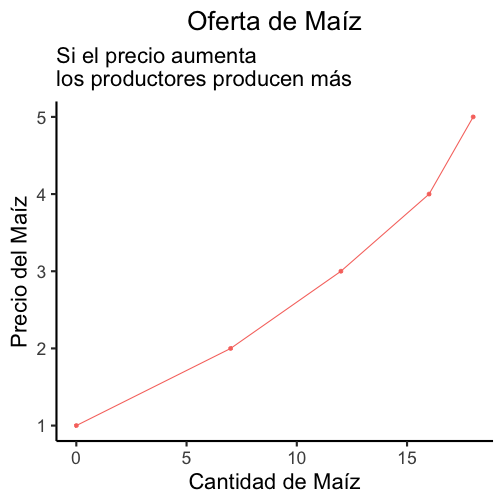 Oferta de Maíz
Si el precio aumenta
los productores producen más
Precio del Maíz
5
4
3
2
1
0 5 10 15
Cantidad de Maíz